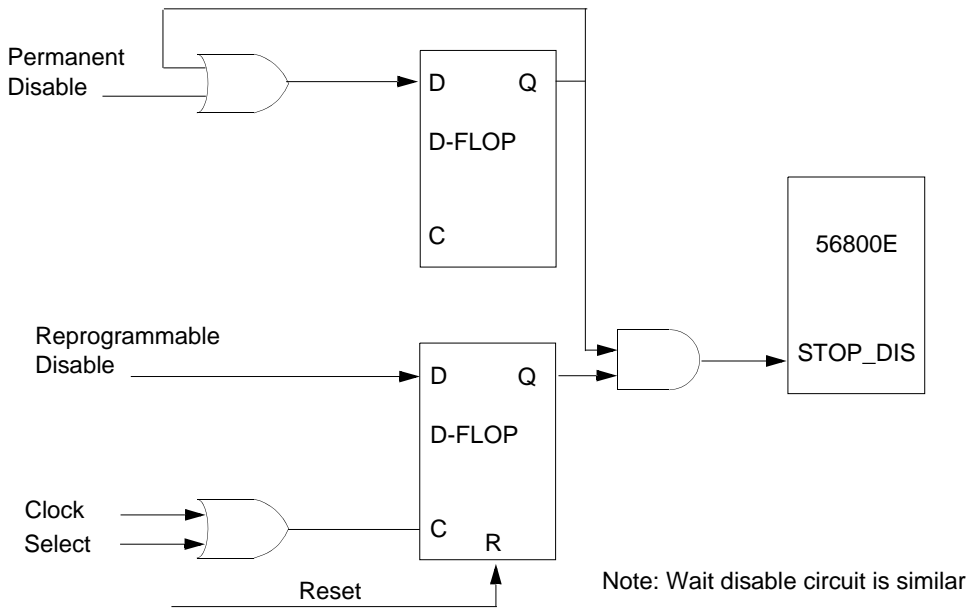 Permanent
Disable
D
Q
D-FLOP
C
56800E
STOP_DIS
Reprogrammable
Disable
D
Q
D-FLOP
C
R
Clock
Select
Reset
Note: Wait disable circuit is similar